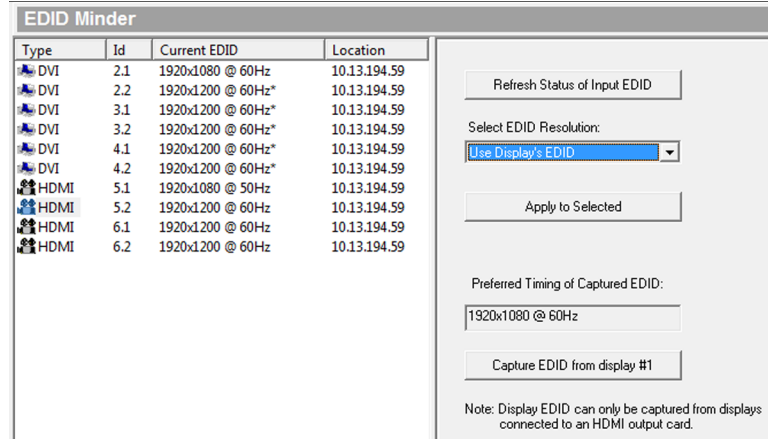 EDID Minder
Type Id Current EDID Location
DVI 2.1 1920x1080 @ 60Hz 10.13.194.59
DVI 2.2 1920x1200 @ 60Hz* 10.13.194.59
DVI 3.1 1920x1200 @ 60Hz* 10.13.194.59
DVI 3.2 1920x1200 @ 60Hz* 10.13.194.59
DVI 4.1 1920x1200 @ 60Hz* 10.13.194.59
DVI 4.2 1920x1200 @ 60Hz* 10.13.194.59
HDMI 5.1 1920x1080 @ 50Hz 10.13.194.59
HDMI 5.2 1920x1200 @ 60Hz 10.13.194.59
HDMI 6.1 1920x1200 @ 60Hz 10.13.194.59
HDMI 6.2 1920x1200 @ 60Hz 10.13.194.59
Refresh Status of Input EDID
Select EDID Resolution:
Use Display's EDID
Apply to Selected
Preferred Timing of Captured EDID:
1920x1080 @ 60Hz
Capture EDID from display #1
Note: Display EDID can only be captured from displays
connected to an HDMI output card.